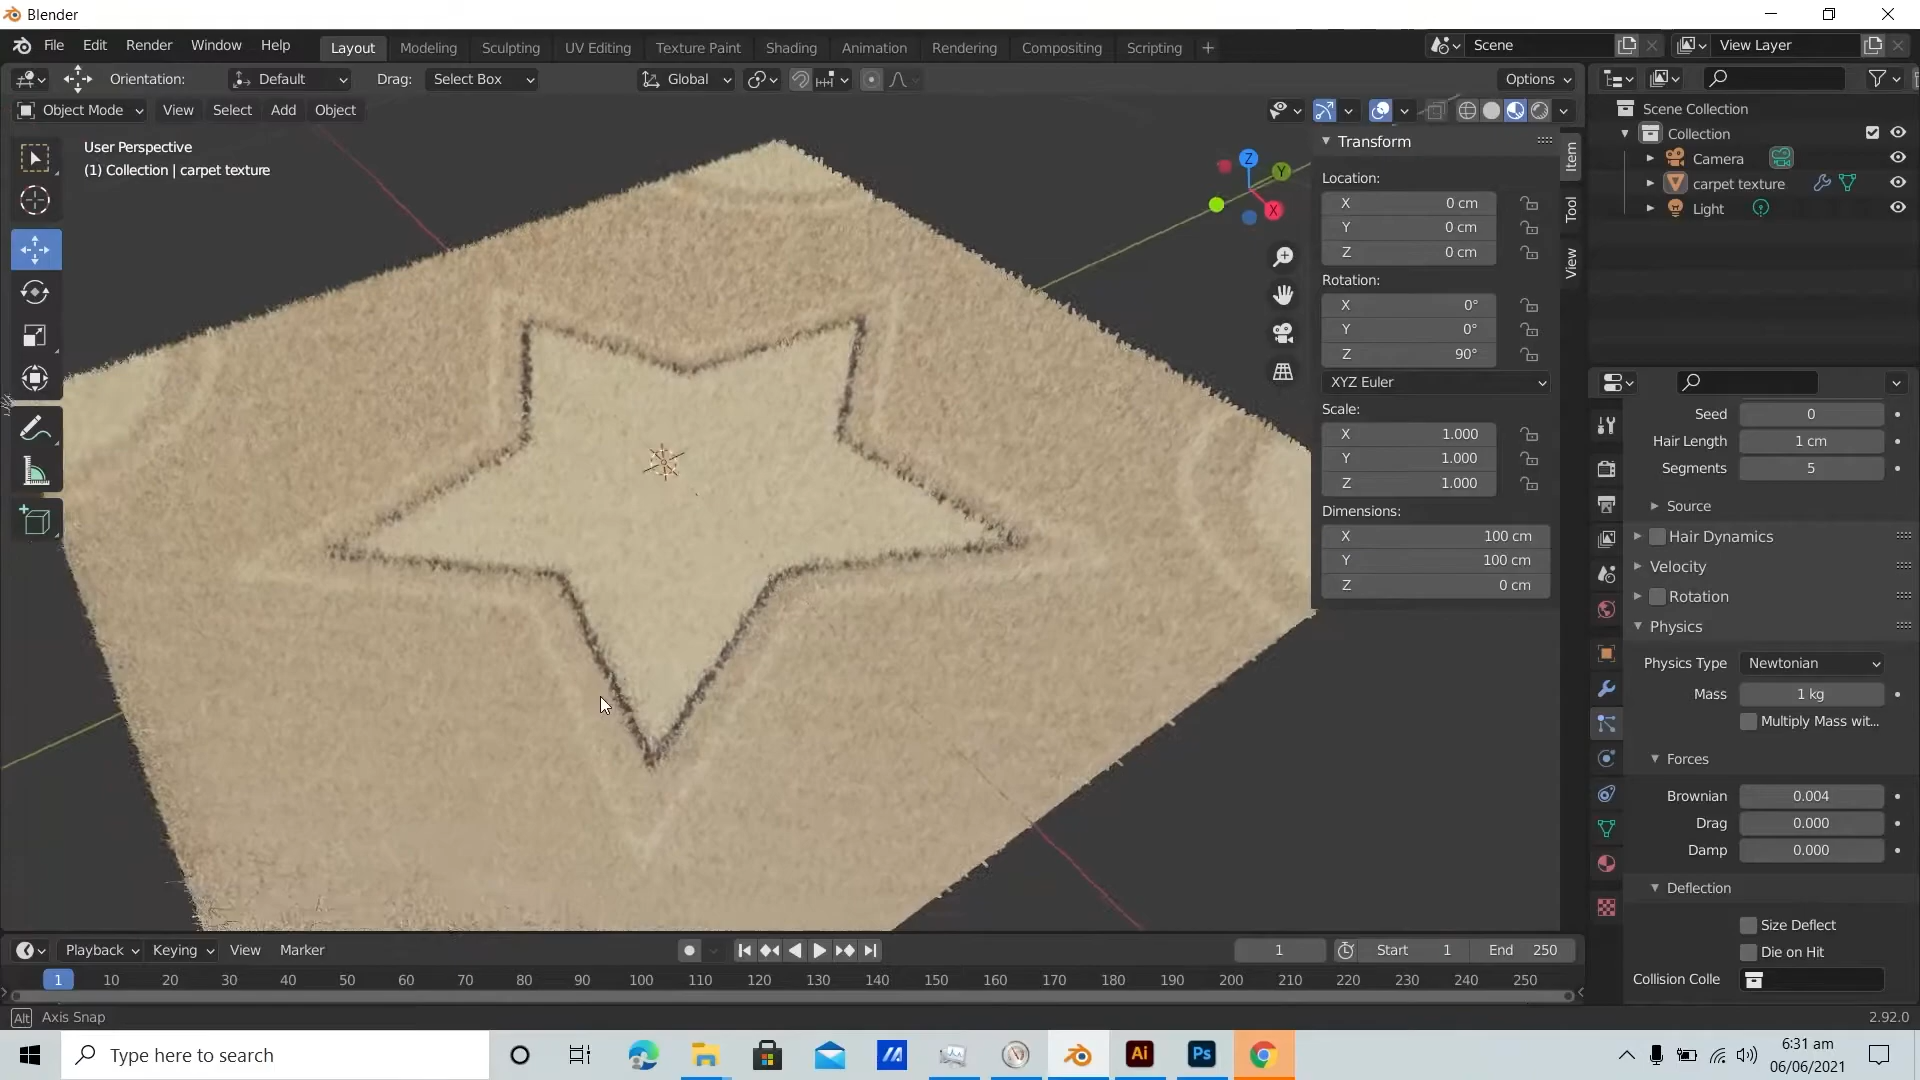 Blender
File Edit Render Window Help Layout Modeling Sculpting UV Editing Texture Paint Shading Animation Rendering Compositing Scripting + Scene View Layer
Orientation: Default Drag: Select Box Global Options
Object Mode View Select Add Object
User Perspective
(1) Collection | carpet texture
Z
Y
X
Transform
Location:
X 0 cm
Y 0 cm
Z 0 cm
Rotation:
X 0°
Y 0°
Z 90°
XYZ Euler
Scale:
X 1.000
Y 1.000
Z 1.000
Dimensions:
X 100 cm
Y 100 cm
Z 0 cm
Item
Tool
View
Scene Collection
Collection
Camera
carpet texture
Light
Seed 0
Hair Length 1 cm
Segments 5
Source
Hair Dynamics
Velocity
Rotation
Physics
Physics Type Newtonian
Mass 1 kg
Multiply Mass wit...
Forces
Brownian 0.004
Drag 0.000
Damp 0.000
Deflection
Size Deflect
Die on Hit
Collision Colle
Playback Keying View Marker 1 Start 1 End 250
1 10 20 30 40 50 60 70 80 90 100 110 120 130 140 150 160 170 180 190 200 210 220 230 240 250
Alt Axis Snap 2.92.0
Type here to search Ai Ps 6:31 am
06/06/2021